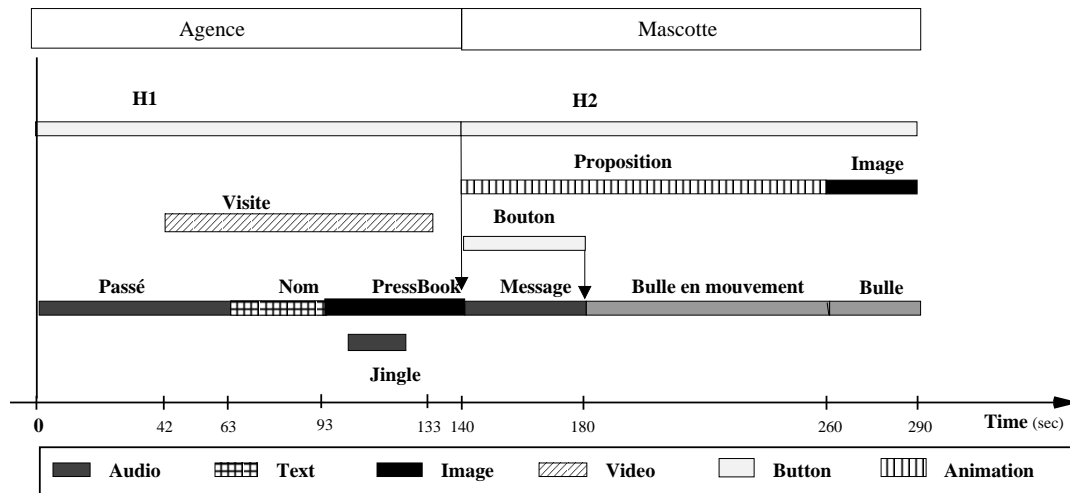 Agence Mascotte
H1
H2
Proposition Image
Visite
Bouton
Passé Nom PressBook Message Bulle en mouvement Bulle
Jingle
0 42 63 93 133 140 180 260 290 Time (sec)
Audio Text Image Video Button Animation